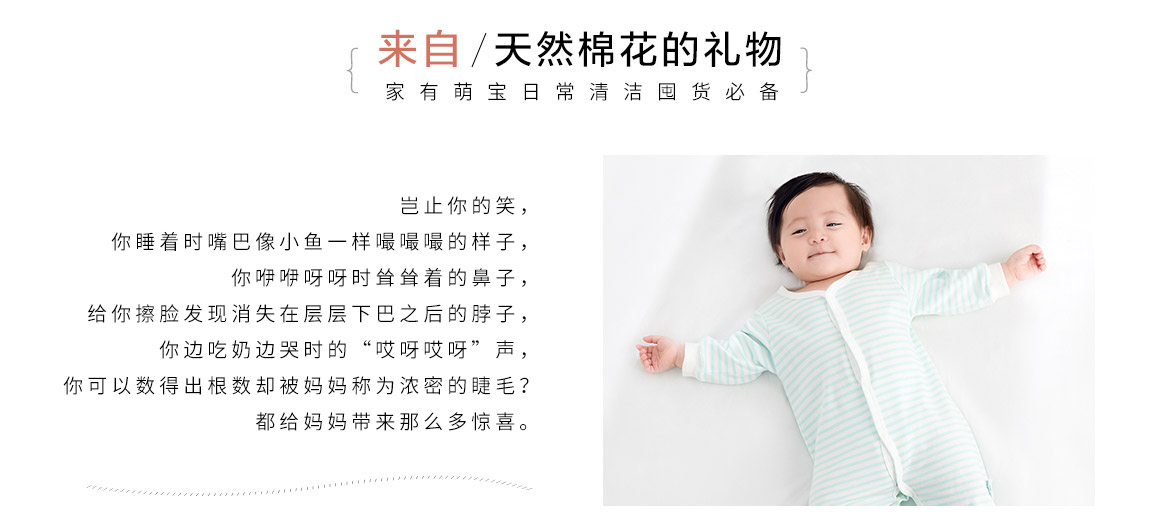 来自/天然棉花的礼物
家有萌宝日常清洁囤货必备
岂止你的笑，
你睡着时嘴巴像小鱼一样嘬嘬嘬的样子，
你咿咿呀呀时耸耸着的鼻子，
给你擦脸发现消失在层层下巴之后的脖子，
你边吃奶边哭时的“哎呀哎呀”声，
你可以数得出根数却被妈妈称为浓密的睫毛？
都给妈妈带来那么多惊喜。